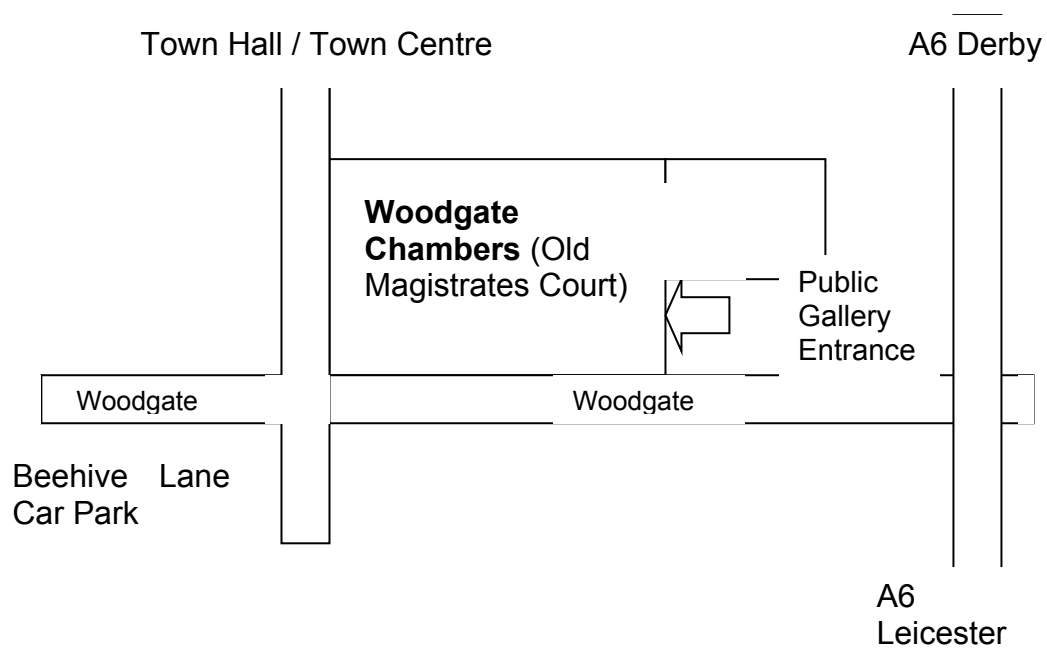 Town Hall / Town Centre
A6 Derby
Woodgate
Chambers (Old
Magistrates Court)
Public
Gallery
Entrance
Woodgate
Woodgate
Beehive Lane
Car Park
A6
Leicester